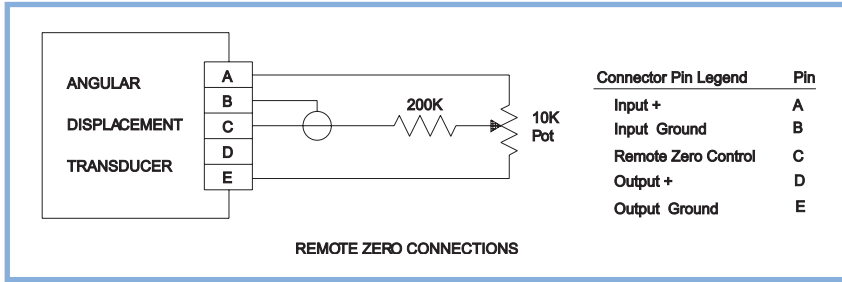 ANGULAR
DISPLACEMENT
TRANSDUCER
A
B
C
D
E
200K
10K
Pot
Connector Pin Legend Pin
Input + A
Input Ground B
Remote Zero Control C
Output + D
Output Ground E
REMOTE ZERO CONNECTIONS